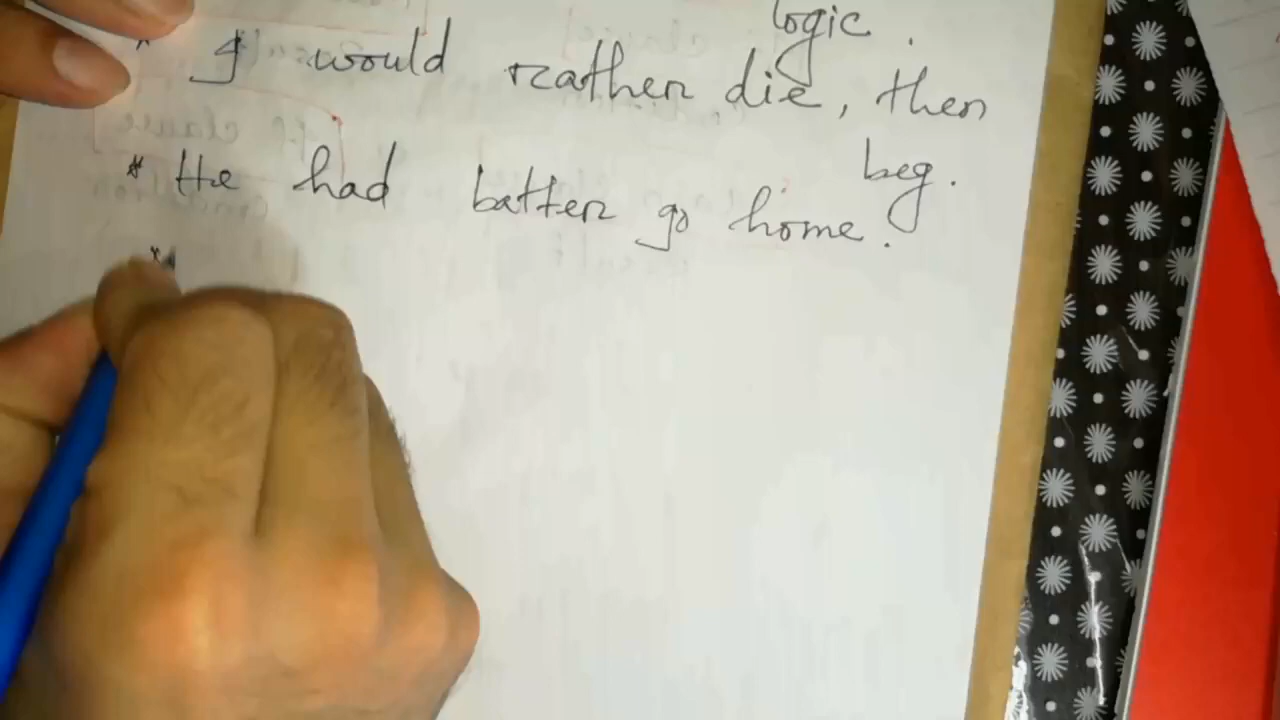 logic.
* I would rather die, then
beg.
* He had batter go home.
*